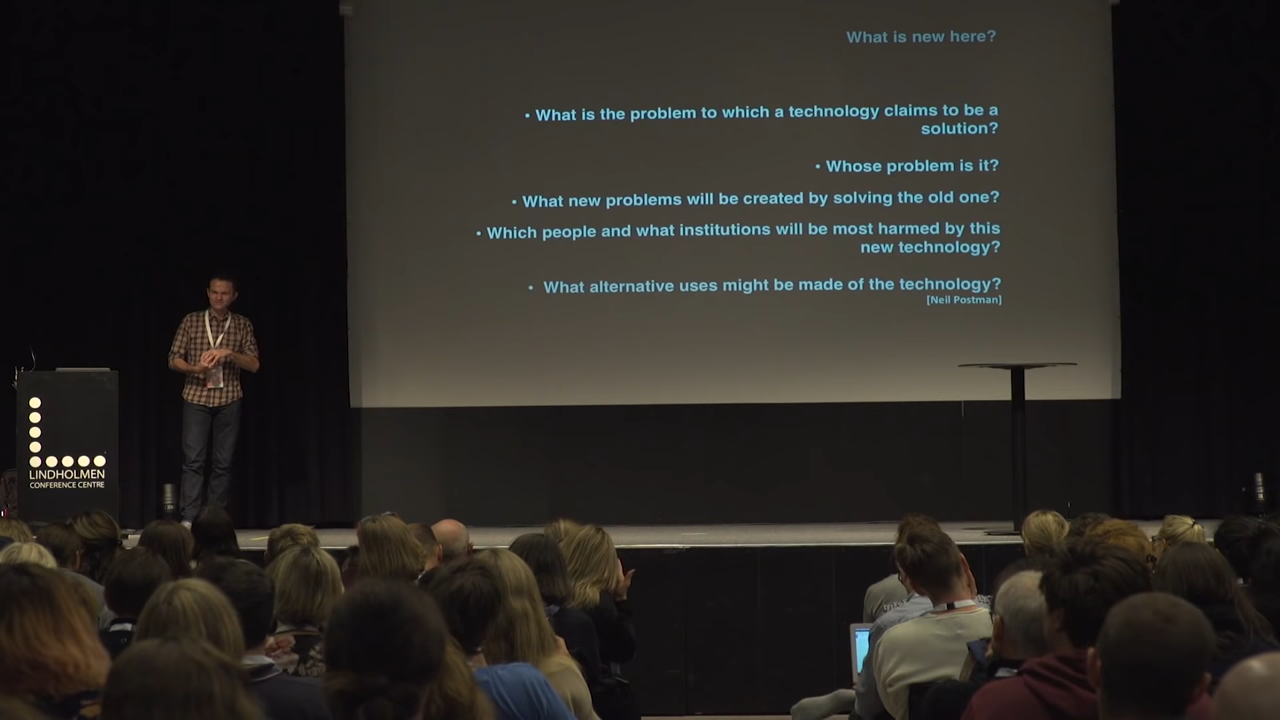 What is new here?
• What is the problem to which a technology claims to be a
solution?
• Whose problem is it?
• What new problems will be created by solving the old one?
• Which people and what institutions will be most harmed by this
new technology?
• What alternative uses might be made of the technology?
[Neil Postman]
LINDHOLMEN
CONFERENCE CENTRE